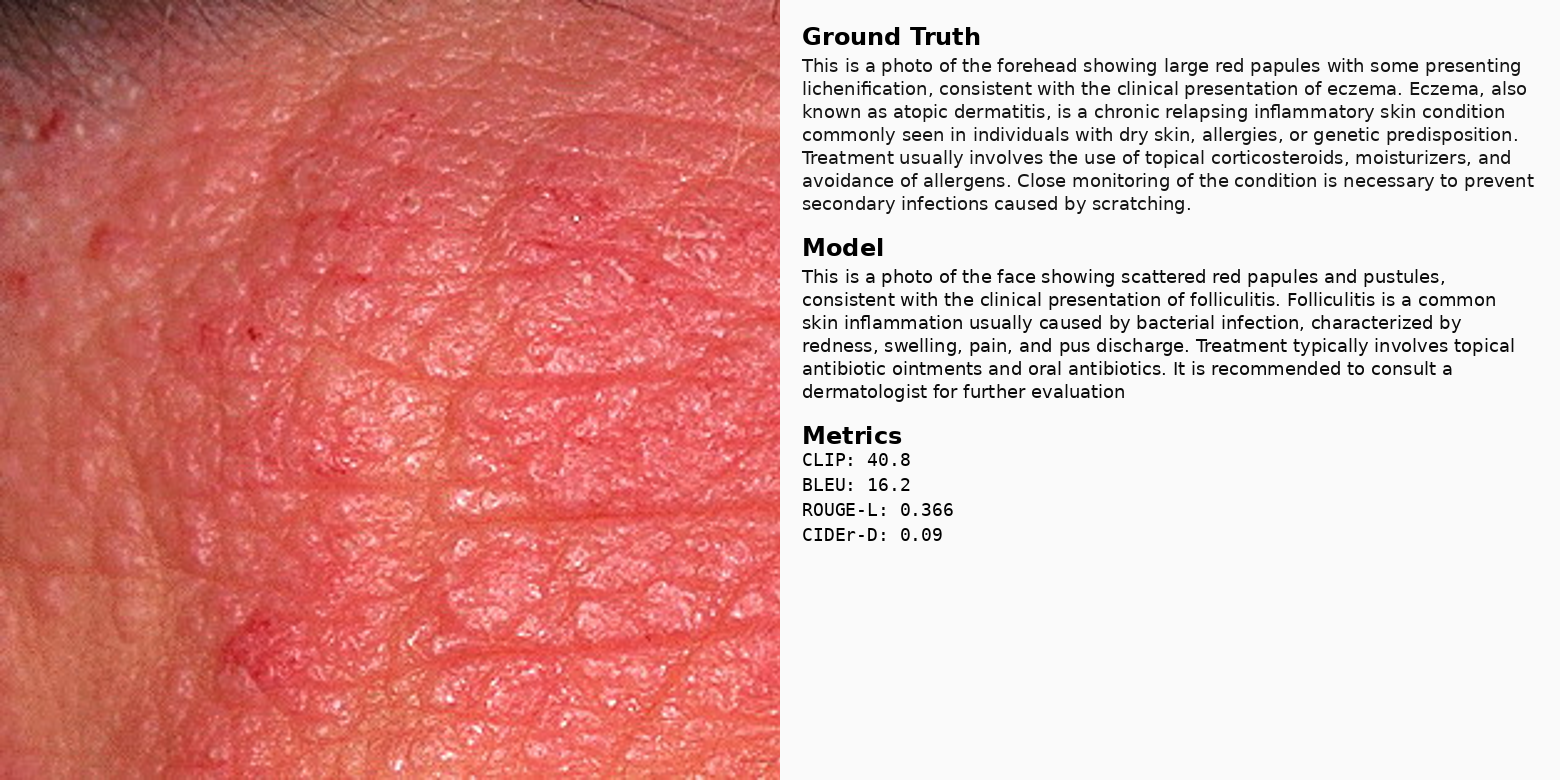 Ground Truth
This is a photo of the forehead showing large red papules with some presenting
lichenification, consistent with the clinical presentation of eczema. Eczema, also
known as atopic dermatitis, is a chronic relapsing inflammatory skin condition
commonly seen in individuals with dry skin, allergies, or genetic predisposition.
Treatment usually involves the use of topical corticosteroids, moisturizers, and
avoidance of allergens. Close monitoring of the condition is necessary to prevent
secondary infections caused by scratching.
Model
This is a photo of the face showing scattered red papules and pustules,
consistent with the clinical presentation of folliculitis. Folliculitis is a common
skin inflammation usually caused by bacterial infection, characterized by
redness, swelling, pain, and pus discharge. Treatment typically involves topical
antibiotic ointments and oral antibiotics. It is recommended to consult a
dermatologist for further evaluation
Metrics
CLIP: 40.8
BLEU: 16.2
ROUGE-L: 0.366
CIDEr-D: 0.09